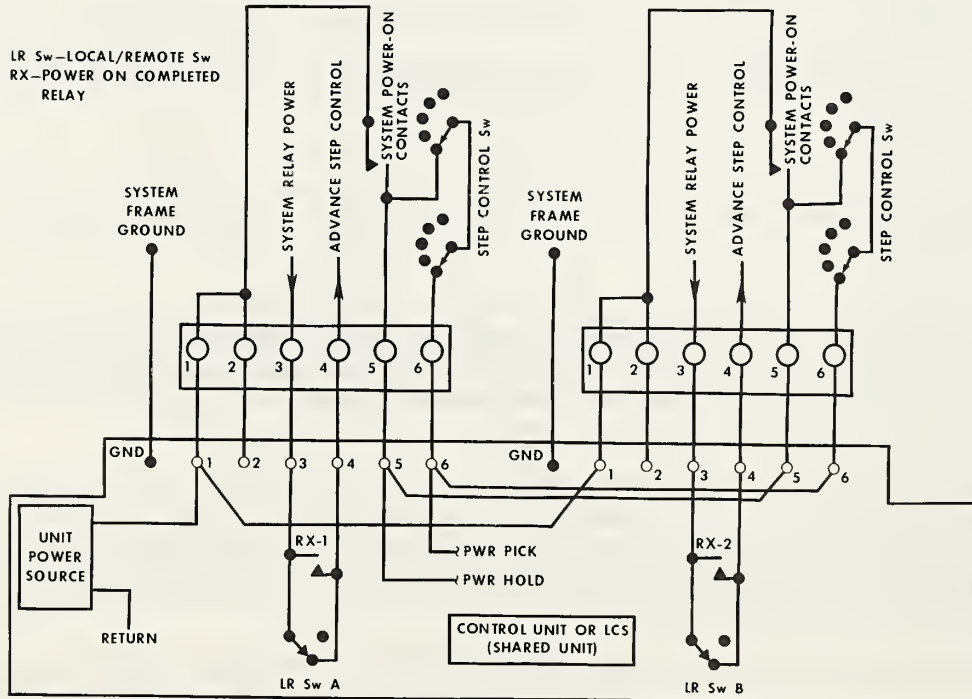 LR Sw—LOCAL/REMOTE Sw
RX—POWER ON COMPLETED
RELAY
SYSTEM
FRAME
GROUND
SYSTEM RELAY POWER
ADVANCE STEP CONTROL
SYSTEM POWER-ON
CONTACTS
STEP CONTROL Sw
SYSTEM
FRAME
GROUND
SYSTEM RELAY POWER
ADVANCE STEP CONTROL
SYSTEM POWER-ON
CONTACTS
STEP CONTROL Sw
1 2 3 4 5 6
1 2 3 4 5 6
GND 1 2 3 4 5 6
GND 1 2 3 4 5 6
UNIT
POWER
SOURCE
RETURN
RX-1
PWR PICK
PWR HOLD
RX-2
CONTROL UNIT OR LCS
(SHARED UNIT)
LR Sw A
LR Sw B